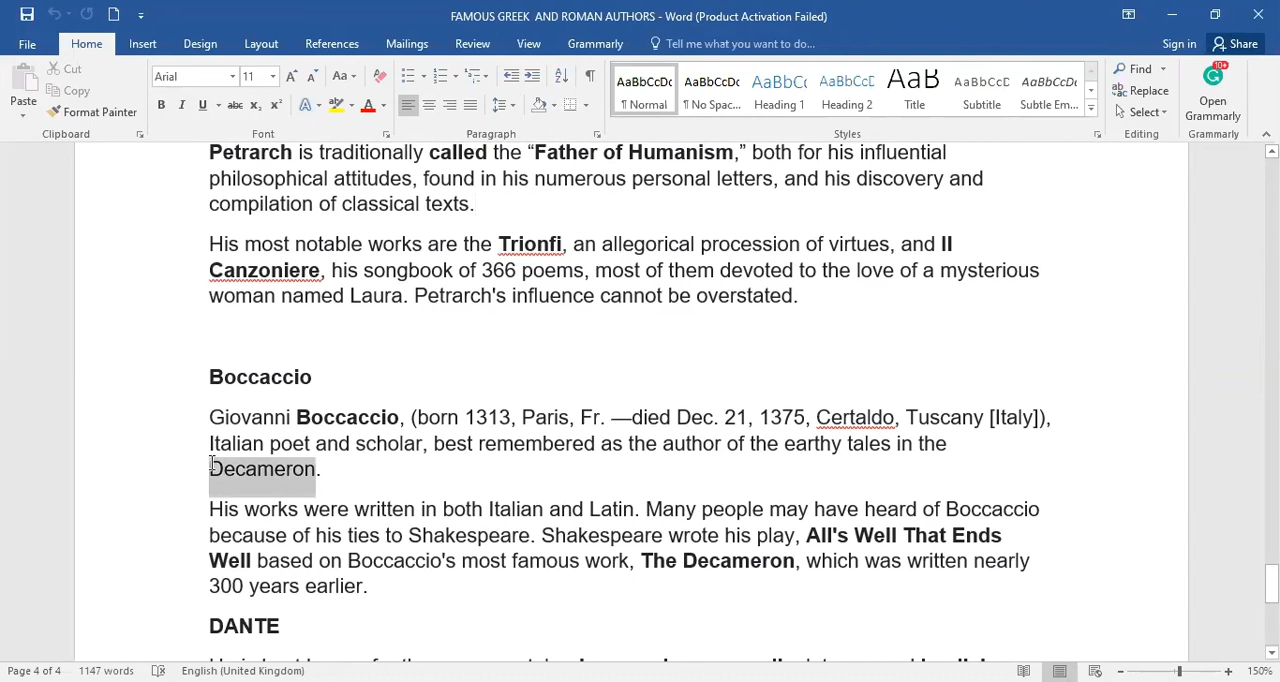 FAMOUS GREEK  AND ROMAN AUTHORS - Word (Product Activation Failed)
File Home Insert Design Layout References Mailings Review View Grammarly Tell me what you want to do... Sign in Share
Paste
Cut
Copy
Format Painter
Clipboard
Arial 11 Aa
B I U abc x₂ x² A ab A
Font
Paragraph
AaBbCcDc AaBbCcDc AaBbCc AaBbCcC AaB AaBbCcD AaBbCcDc
¶ Normal ¶ No Spac... Heading 1 Heading 2 Title Subtitle Subtle Em...
Styles
Find
Replace
Select
Editing
10+
Open
Grammarly
Grammarly
Petrarch is traditionally called the “Father of Humanism,” both for his influential
philosophical attitudes, found in his numerous personal letters, and his discovery and
compilation of classical texts.
His most notable works are the Trionfi, an allegorical procession of virtues, and Il
Canzoniere, his songbook of 366 poems, most of them devoted to the love of a mysterious
woman named Laura. Petrarch's influence cannot be overstated.
Boccaccio
Giovanni Boccaccio, (born 1313, Paris, Fr. —died Dec. 21, 1375, Certaldo, Tuscany [Italy]),
Italian poet and scholar, best remembered as the author of the earthy tales in the
Decameron.
His works were written in both Italian and Latin. Many people may have heard of Boccaccio
because of his ties to Shakespeare. Shakespeare wrote his play, All's Well That Ends
Well based on Boccaccio's most famous work, The Decameron, which was written nearly
300 years earlier.
DANTE
Page 4 of 4 1147 words English (United Kingdom) 150%